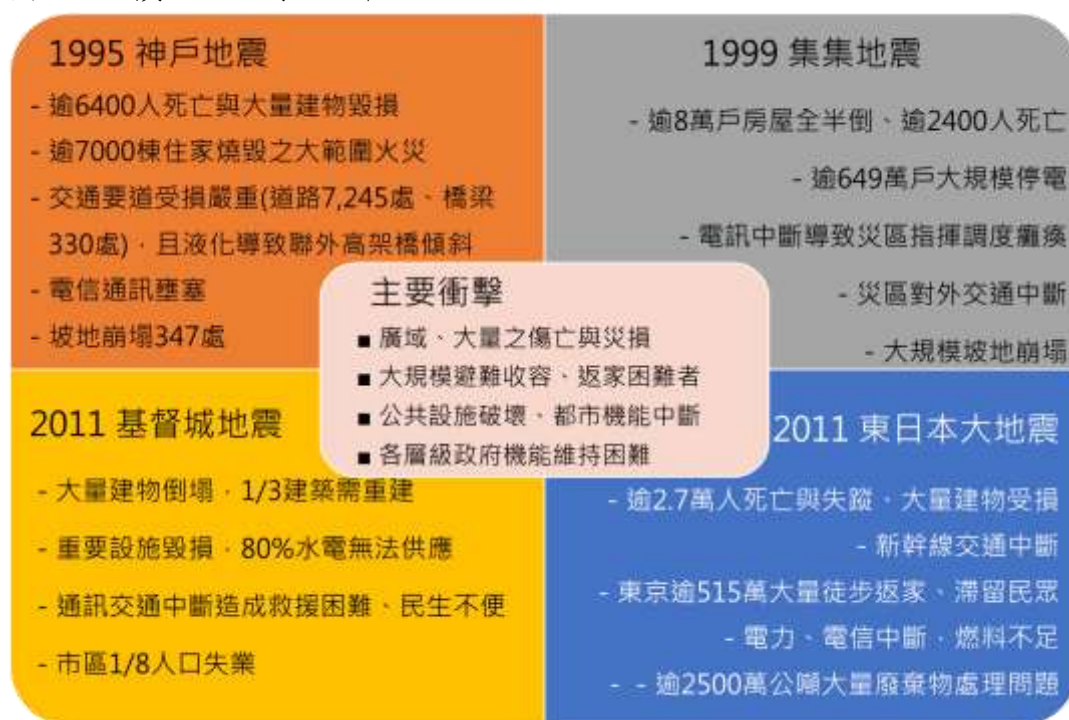 1995 神戶地震
- 逾6400人死亡與大量建物毀損
- 逾7000棟住家燒毀之大範圍火災
- 交通要道受損嚴重(道路7,245處、橋梁
330處)，且液化導致聯外高架橋傾斜
- 電信通訊壅塞
- 坡地崩塌347處
1999 集集地震
- 逾8萬戶房屋全半倒、逾2400人死亡
- 逾649萬戶大規模停電
- 電訊中斷導致災區指揮調度癱瘓
- 災區對外交通中斷
- 大規模坡地崩塌
主要衝擊
■ 廣域、大量之傷亡與災損
■ 大規模避難收容、返家困難者
■ 公共設施破壞、都市機能中斷
■ 各層級政府機能維持困難
2011 基督城地震
- 大量建物倒塌，1/3建築需重建
- 重要設施毀損，80%水電無法供應
- 通訊交通中斷造成救援困難、民生不便
- 市區1/8人口失業
2011 東日本大地震
- 逾2.7萬人死亡與失蹤、大量建物受損
- 新幹線交通中斷
- 東京逾515萬大量徒步返家、滯留民眾
- 電力、電信中斷，燃料不足
- - 逾2500萬公噸大量廢棄物處理問題